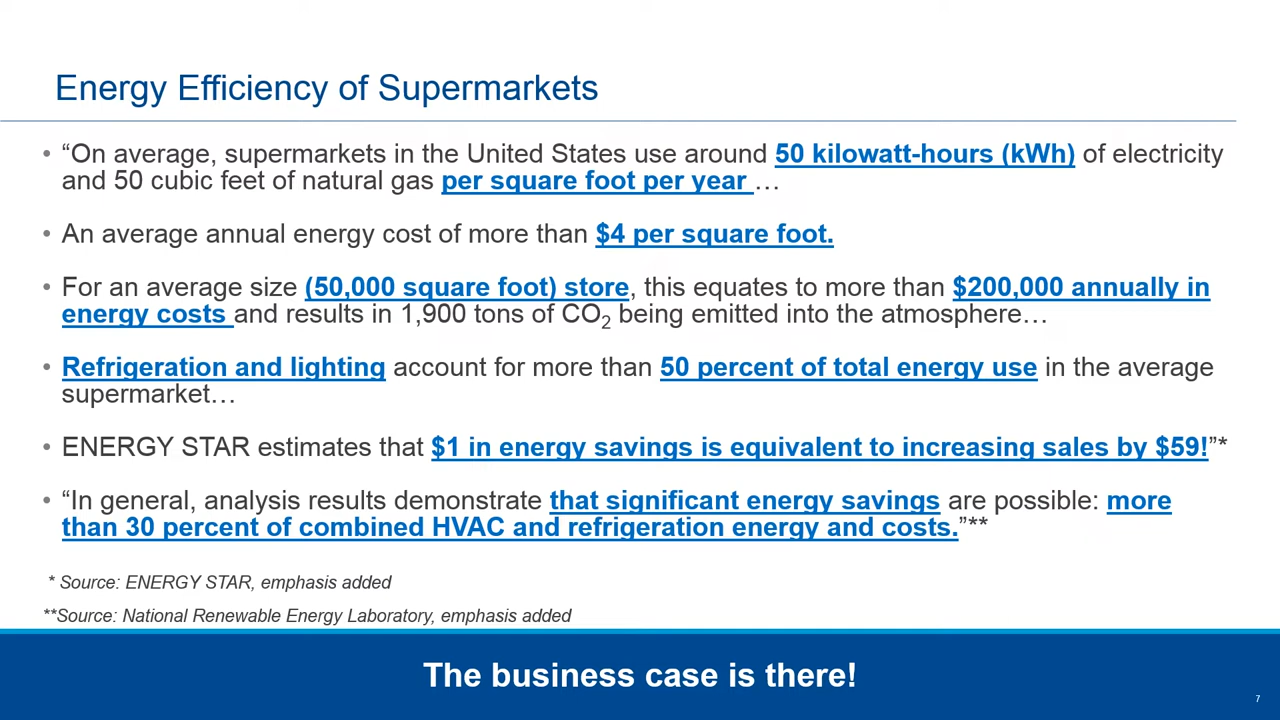 Energy Efficiency of Supermarkets
• “On average, supermarkets in the United States use around 50 kilowatt-hours (kWh) of electricity
and 50 cubic feet of natural gas per square foot per year …
• An average annual energy cost of more than $4 per square foot.
• For an average size (50,000 square foot) store, this equates to more than $200,000 annually in
energy costs and results in 1,900 tons of CO₂ being emitted into the atmosphere…
• Refrigeration and lighting account for more than 50 percent of total energy use in the average
supermarket…
• ENERGY STAR estimates that $1 in energy savings is equivalent to increasing sales by $59!”*
• “In general, analysis results demonstrate that significant energy savings are possible: more
than 30 percent of combined HVAC and refrigeration energy and costs.”**
* Source: ENERGY STAR, emphasis added
**Source: National Renewable Energy Laboratory, emphasis added
The business case is there!
7